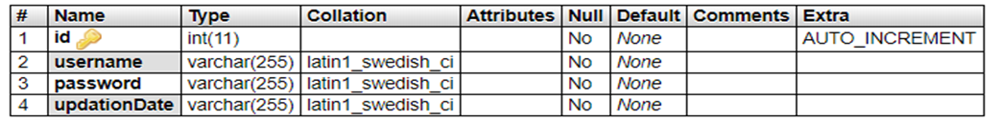 # Name Type Collation Attributes Null Default Comments Extra
1 id int(11) No None AUTO_INCREMENT
2 username varchar(255) latin1_swedish_ci No None
3 password varchar(255) latin1_swedish_ci No None
4 updationDate varchar(255) latin1_swedish_ci No None